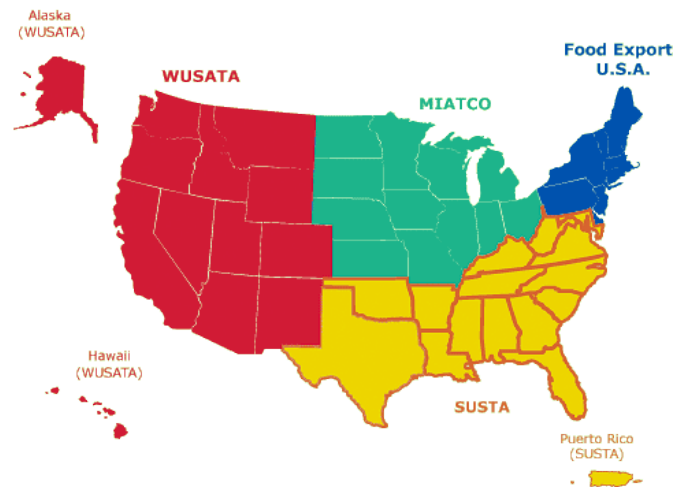 Alaska
(WUSATA)
WUSATA
Food Export
U.S.A.
MIATCO
Hawaii
(WUSATA)
SUSTA
Puerto Rico
(SUSTA)